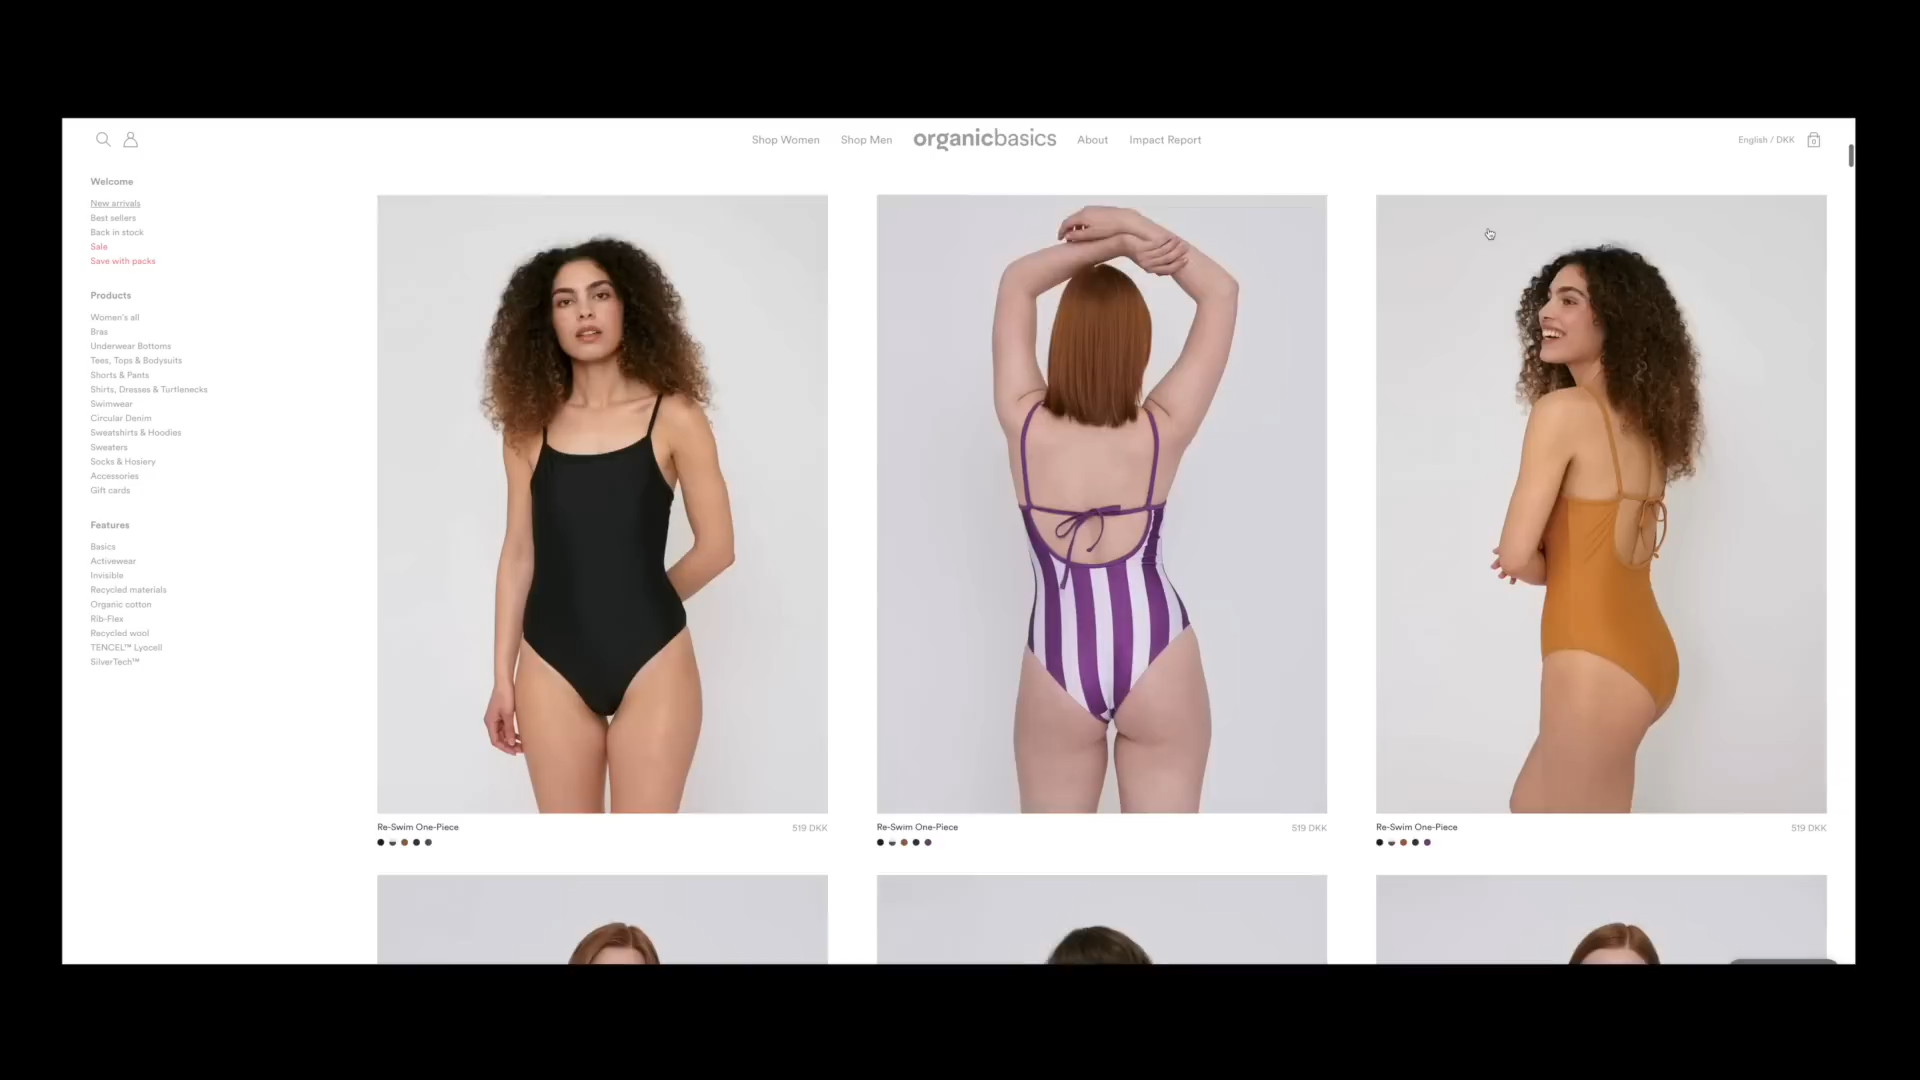 Shop Women
Shop Men
organicbasics
About
Impact Report
English / DKK
0
Welcome
New arrivals
Best sellers
Back in stock
Sale
Save with packs
Products
Women's all
Bras
Underwear Bottoms
Tees, Tops & Bodysuits
Shorts & Pants
Shirts, Dresses & Turtlenecks
Swimwear
Circular Denim
Sweatshirts & Hoodies
Sweaters
Socks & Hosiery
Accessories
Gift cards
Features
Basics
Activewear
Invisible
Recycled materials
Organic cotton
Rib-Flex
Recycled wool
TENCEL™ Lyocell
SilverTech™
Re-Swim One-Piece
519 DKK
Re-Swim One-Piece
519 DKK
Re-Swim One-Piece
519 DKK